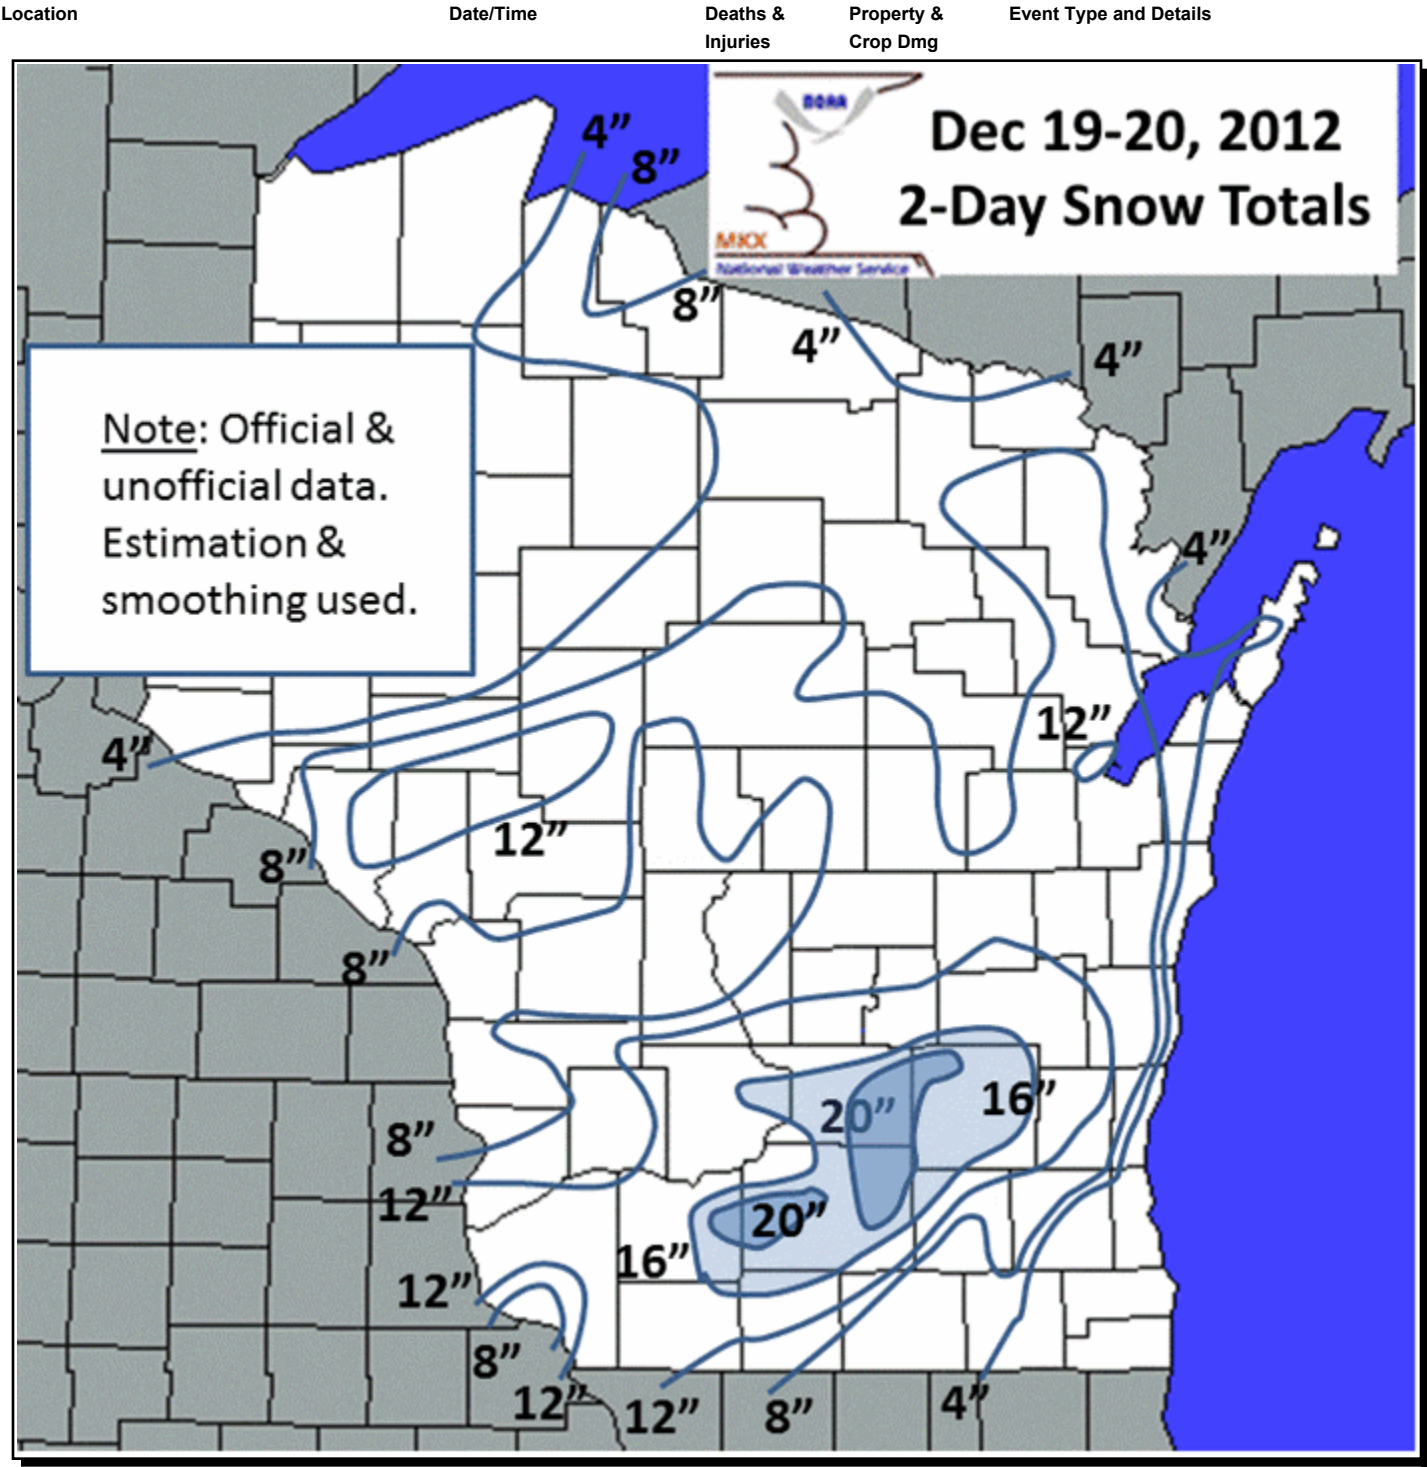 Location Date/Time Deaths & Property & Event Type and Details
Injuries Crop Dmg
NOAA
Dec 19-20, 2012
2-Day Snow Totals
MKX
National Weather Service
4”
8”
8”
4”
4”
Note: Official &
unofficial data.
Estimation &
smoothing used.
4”
12”
4”
12”
8”
8”
16”
20”
8”
12”
20”
16”
12”
8”
12”
12”
8”
4”